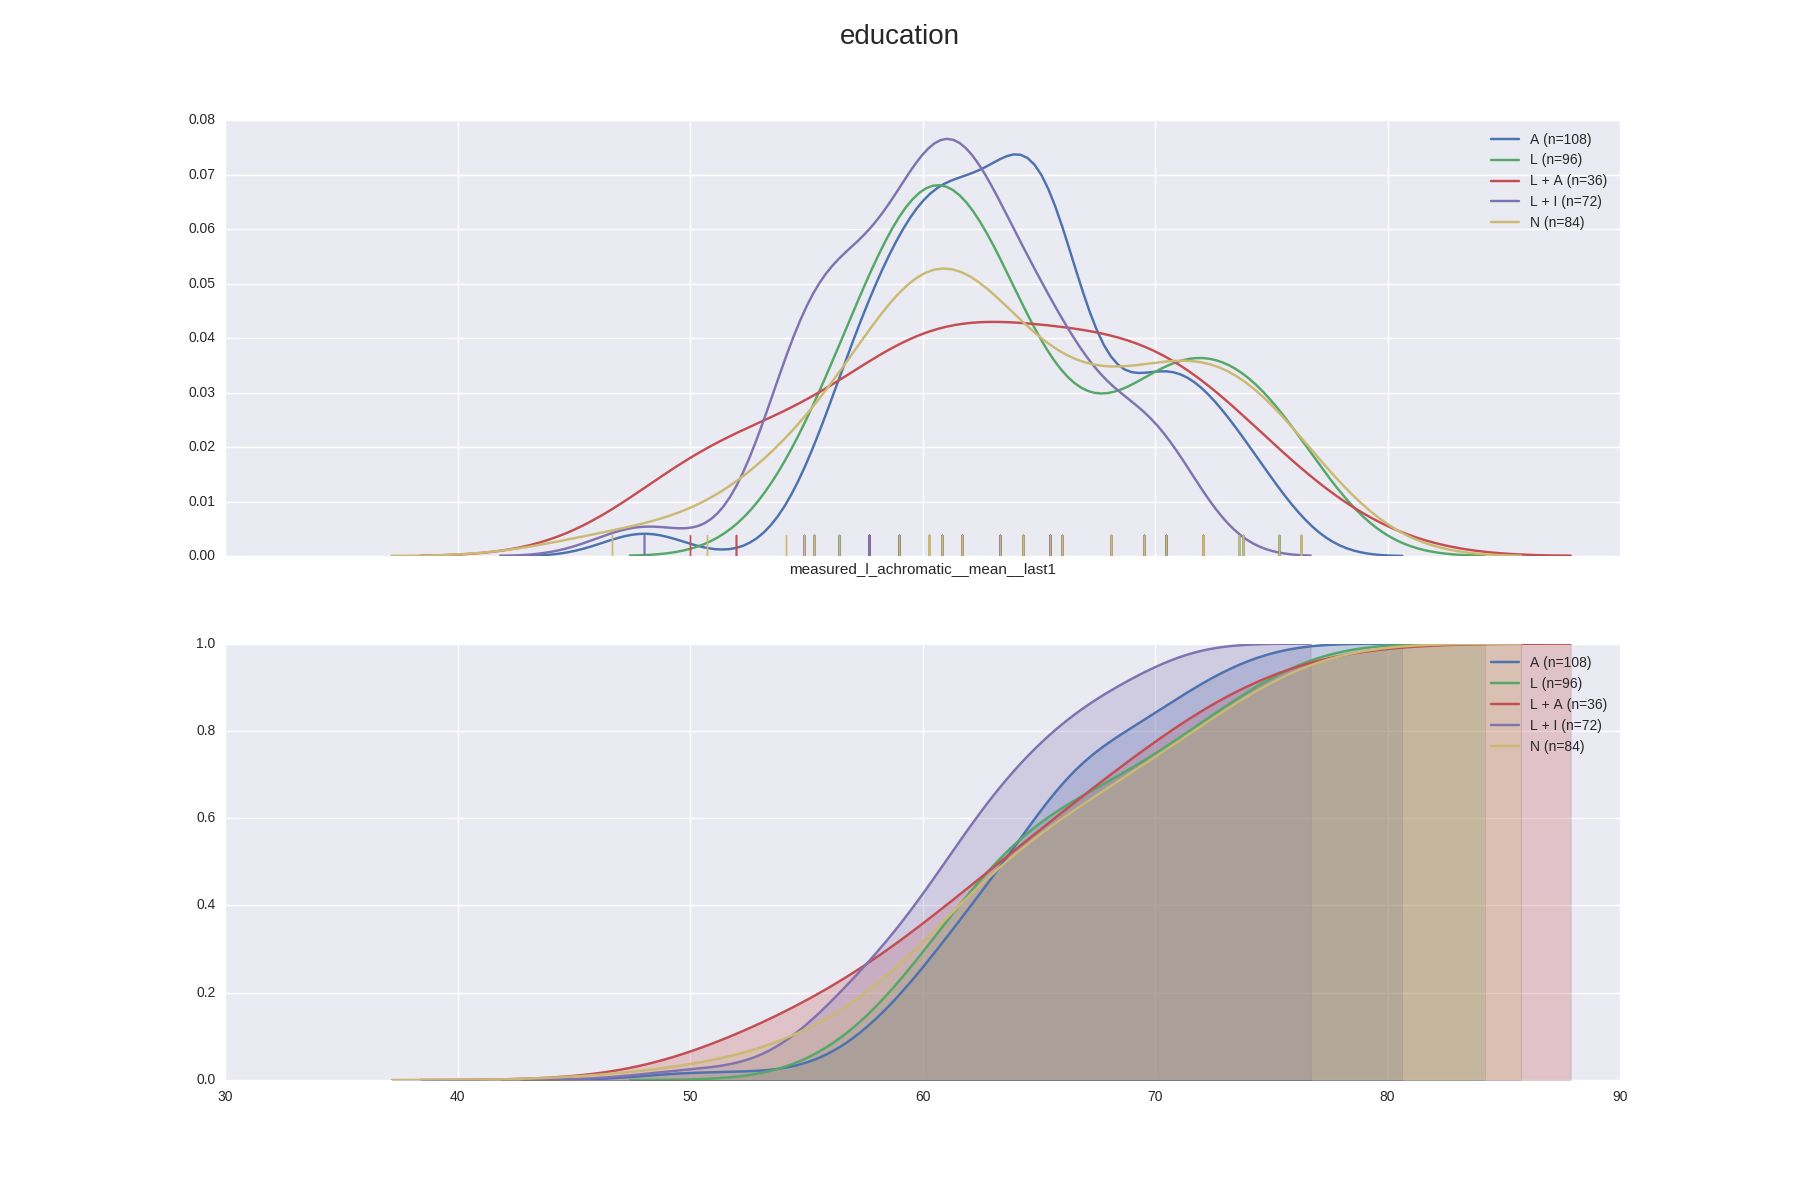 education
0.08
0.07
0.06
0.05
0.04
0.03
0.02
0.01
0.00
A (n=108)
L (n=96)
L + A (n=36)
L + I (n=72)
N (n=84)
measured_l_achromatic__mean__last1
1.0
0.8
0.6
0.4
0.2
0.0
A (n=108)
L (n=96)
L + A (n=36)
L + I (n=72)
N (n=84)
30 40 50 60 70 80 90